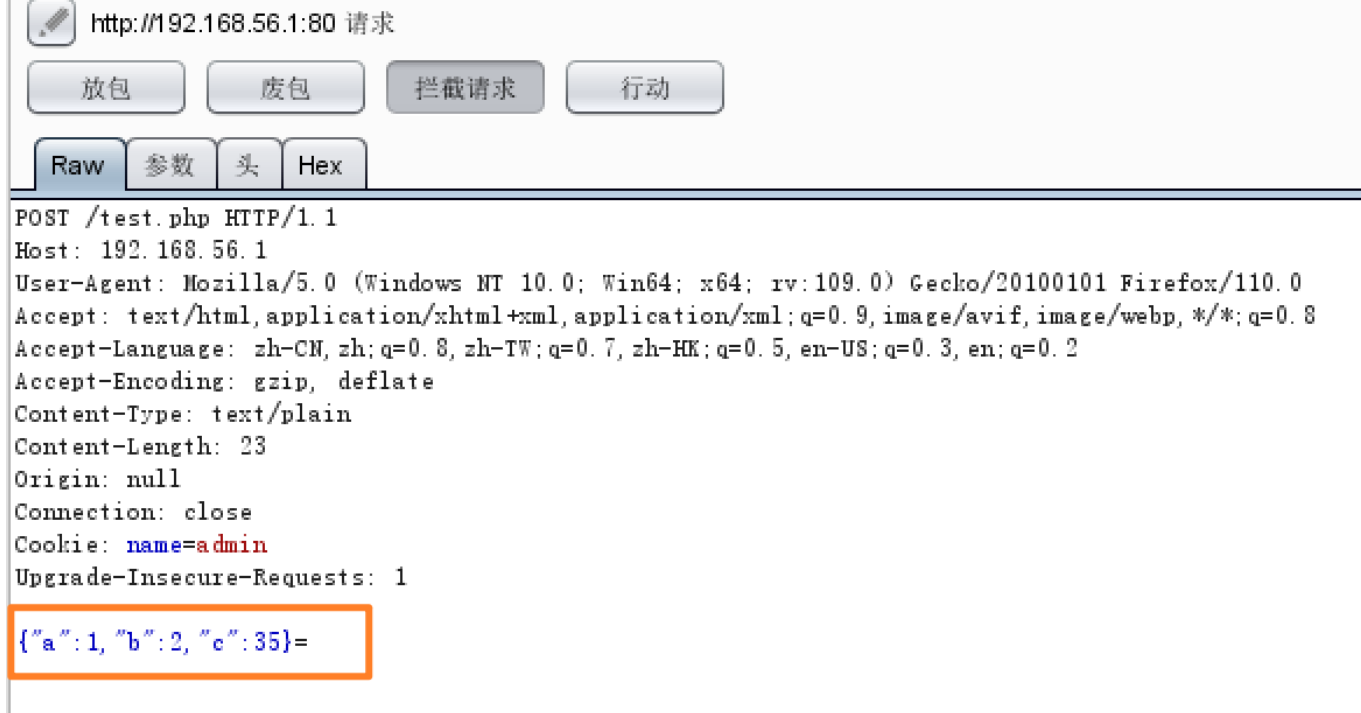 http://192.168.56.1:80 请求
放包 废包 拦截请求 行动
Raw 参数 头 Hex
POST /test.php HTTP/1.1
Host: 192.168.56.1
User-Agent: Mozilla/5.0 (Windows NT 10.0; Win64; x64; rv:109.0) Gecko/20100101 Firefox/110.0
Accept: text/html,application/xhtml+xml,application/xml;q=0.9,image/avif,image/webp,*/*;q=0.8
Accept-Language: zh-CN,zh;q=0.8,zh-TW;q=0.7,zh-HK;q=0.5,en-US;q=0.3,en;q=0.2
Accept-Encoding: gzip, deflate
Content-Type: text/plain
Content-Length: 23
Origin: null
Connection: close
Cookie: name=admin
Upgrade-Insecure-Requests: 1
{"a":1,"b":2,"c":35}=